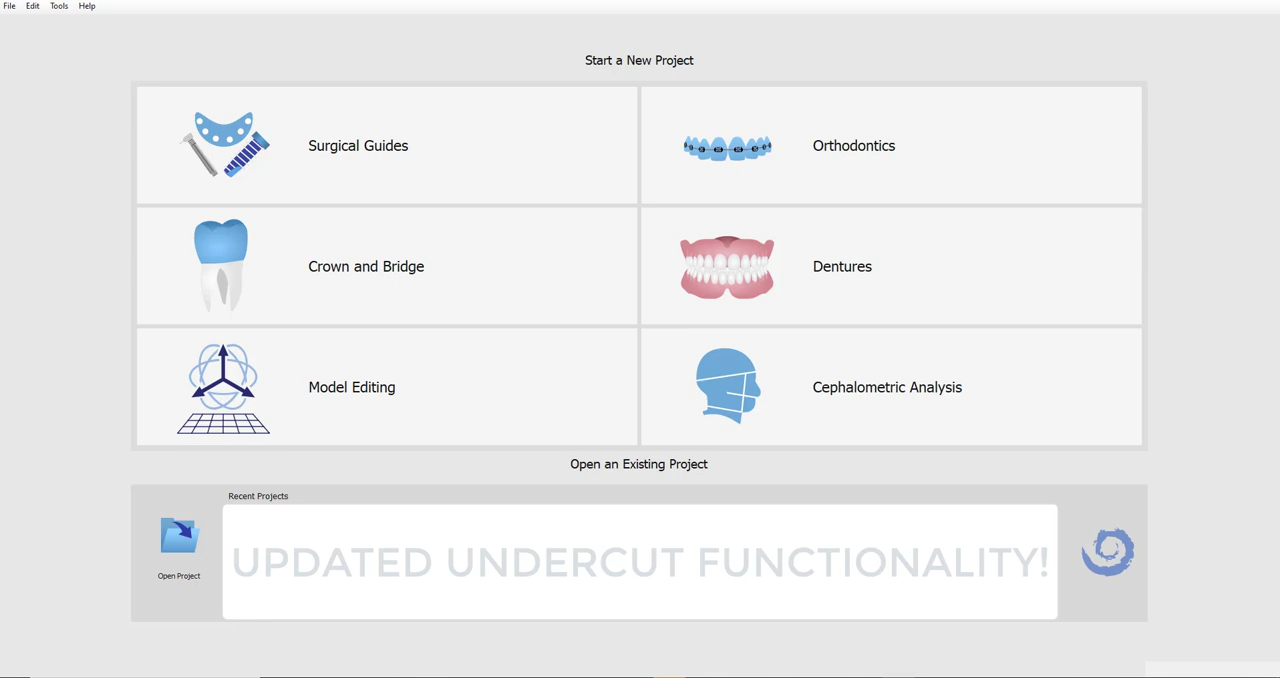 File Edit Tools Help
Start a New Project
Surgical Guides
Orthodontics
Crown and Bridge
Dentures
Model Editing
Cephalometric Analysis
Open an Existing Project
Recent Projects
UPDATED UNDERCUT FUNCTIONALITY!
Open Project